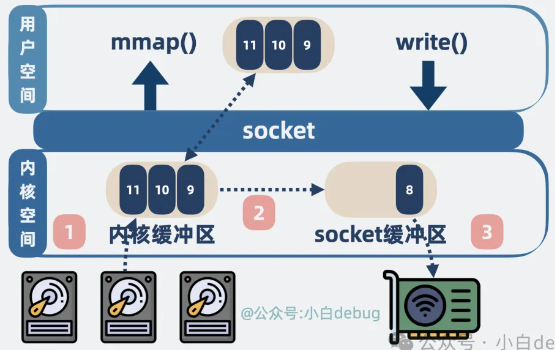 用户空间
mmap()
11 10 9
write()
socket
内核空间
11 10 9
8
1
2
3
内核缓冲区
socket缓冲区
@公众号:小白debug
公众号・小白de